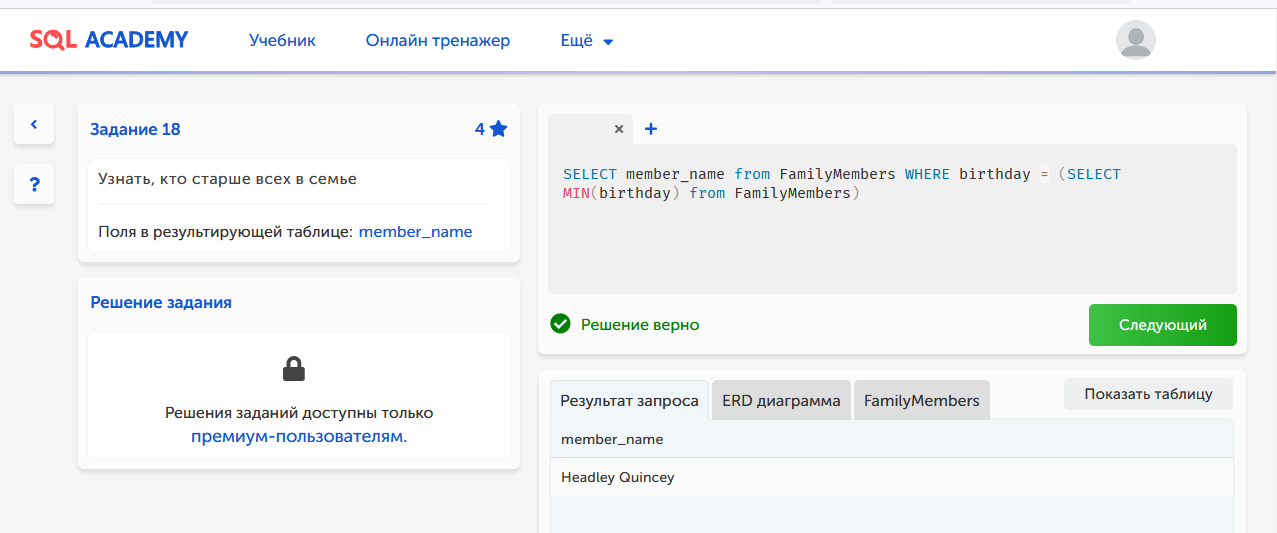 SQL ACADEMY
Учебник
Онлайн тренажер
Ещё
Задание 18
4
Узнать, кто старше всех в семье
Поля в результирующей таблице: member_name
Решение задания
Решения заданий доступны только
премиум-пользователям.
SELECT member_name from FamilyMembers WHERE birthday = (SELECT
MIN(birthday) from FamilyMembers)
Решение верно
Следующий
Результат запроса
ERD диаграмма
FamilyMembers
Показать таблицу
member_name
Headley Quincey